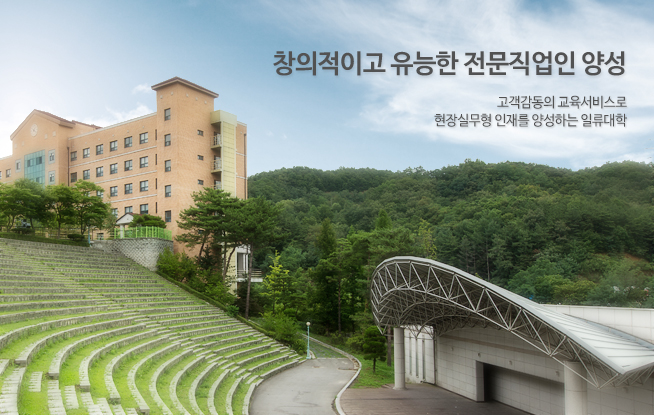 창의적이고 유능한 전문직업인 양성
고객감동의 교육서비스로
현장실무형 인재를 양성하는 일류대학